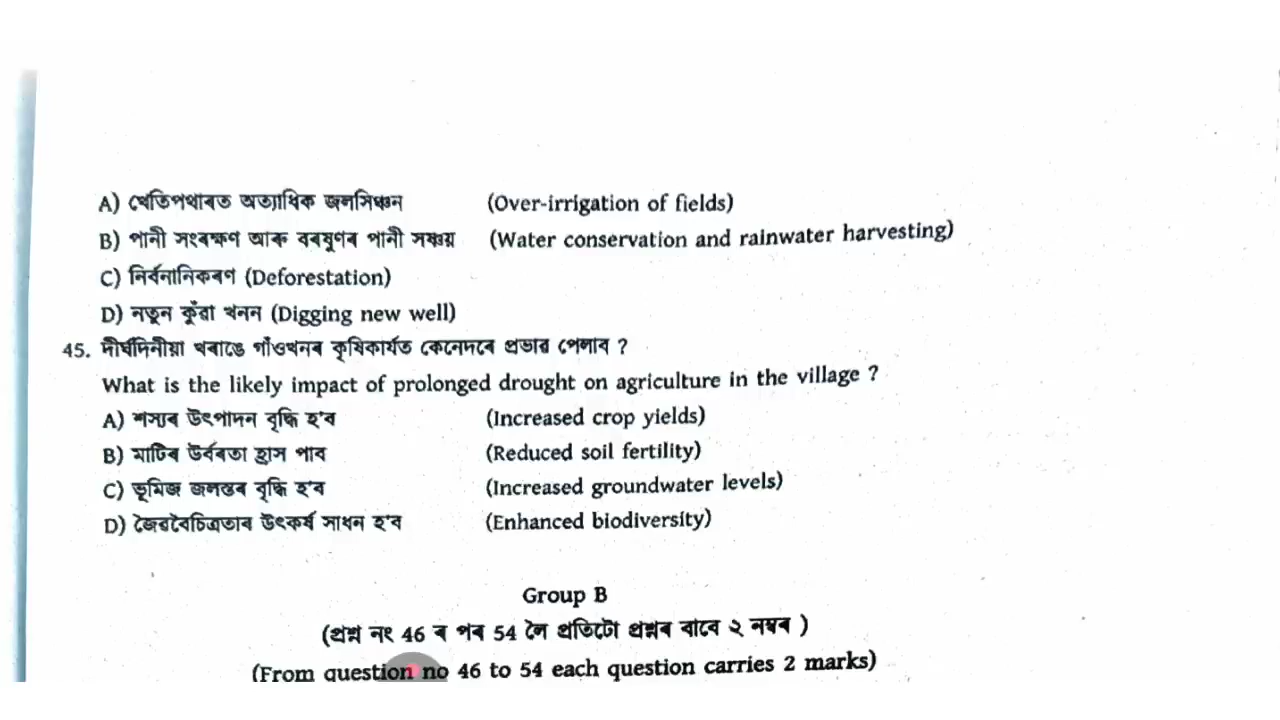 A) খেতিপথাৰত অত্যাধিক জলসিঞ্চন (Over-irrigation of fields)
B) পানী সংৰক্ষণ আৰু বৰষুণৰ পানী সঞ্চয় (Water conservation and rainwater harvesting)
C) নিৰ্বনানিকৰণ (Deforestation)
D) নতুন কুঁৱা খনন (Digging new well)
45. দীৰ্ঘদিনীয়া খৰাঙে গাঁওখনৰ কৃষিকাৰ্যত কেনেদৰে প্ৰভাৱ পেলাব ?
What is the likely impact of prolonged drought on agriculture in the village ?
A) শস্যৰ উৎপাদন বৃদ্ধি হ'ব (Increased crop yields)
B) মাটিৰ উৰ্বৰতা হ্ৰাস পাব (Reduced soil fertility)
C) ভূমিজ জলস্তৰ বৃদ্ধি হ'ব (Increased groundwater levels)
D) জৈৱবৈচিত্ৰতাৰ উৎকৰ্ষ সাধন হ'ব (Enhanced biodiversity)
Group B
(প্ৰশ্ন নং 46 ৰ পৰ 54 লৈ প্ৰতিটো প্ৰশ্নৰ বাবে ২ নম্বৰ )
(From question no 46 to 54 each question carries 2 marks)